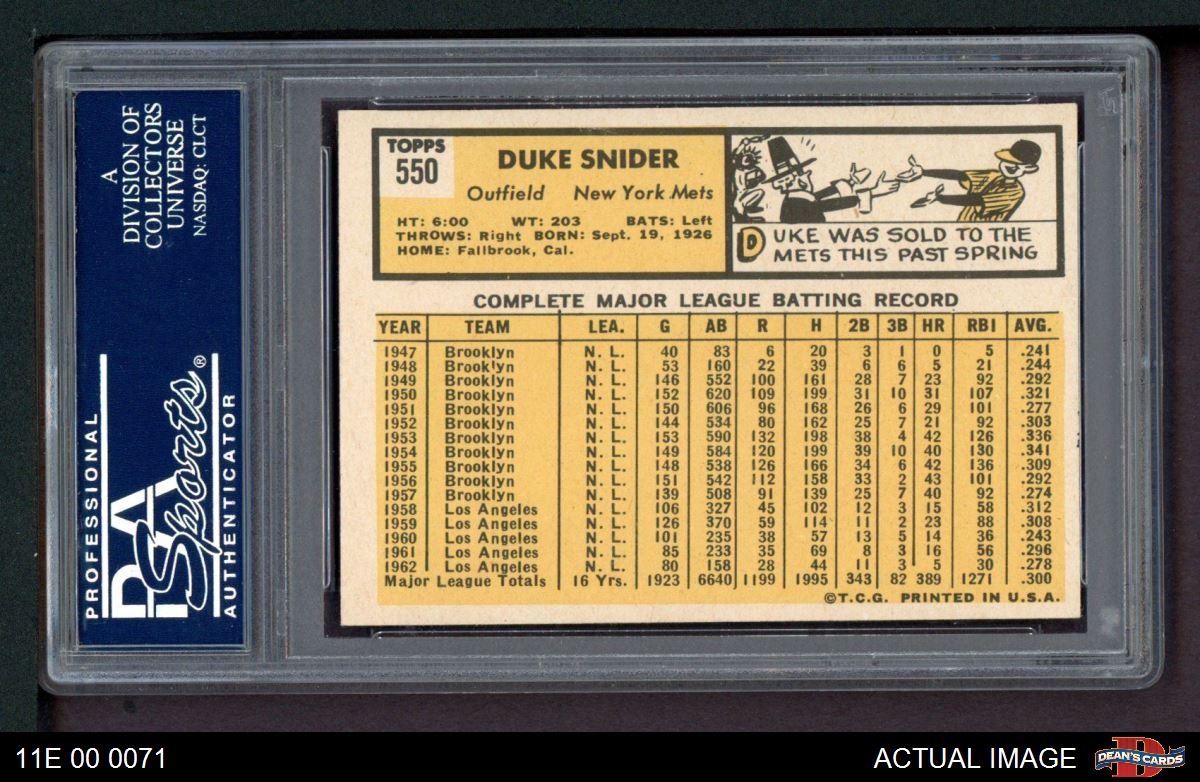 A
DIVISION OF
COLLECTORS
UNIVERSE
NASDAQ: CLCT
PROFESSIONAL
PSA
Sports®
AUTHENTICATOR
TOPPS
550
DUKE SNIDER
Outfield New York Mets
HT: 6:00 WT: 203 BATS: Left
THROWS: Right BORN: Sept. 19, 1926
HOME: Fallbrook, Cal.
DUKE WAS SOLD TO THE
METS THIS PAST SPRING
COMPLETE MAJOR LEAGUE BATTING RECORD
YEAR TEAM LEA. G AB R H 2B 3B HR RBI AVG.
1947 Brooklyn N. L. 40 83 6 20 3 1 0 5 .241
1948 Brooklyn N. L. 53 160 22 39 6 6 5 21 .244
1949 Brooklyn N. L. 146 552 100 161 28 7 23 92 .292
1950 Brooklyn N. L. 152 620 109 199 31 10 31 107 .321
1951 Brooklyn N. L. 150 606 96 168 26 6 29 101 .277
1952 Brooklyn N. L. 144 534 80 162 25 7 21 92 .303
1953 Brooklyn N. L. 153 590 132 198 38 4 42 126 .336
1954 Brooklyn N. L. 149 584 120 199 39 10 40 130 .341
1955 Brooklyn N. L. 148 538 126 166 34 6 42 136 .309
1956 Brooklyn N. L. 151 542 112 158 33 2 43 101 .292
1957 Brooklyn N. L. 139 508 91 139 25 7 40 92 .274
1958 Los Angeles N. L. 106 327 45 102 12 3 15 58 .312
1959 Los Angeles N. L. 126 370 59 114 11 2 23 88 .308
1960 Los Angeles N. L. 101 235 38 57 13 5 14 36 .243
1961 Los Angeles N. L. 85 233 35 69 8 3 16 56 .296
1962 Los Angeles N. L. 80 158 28 44 11 3 5 30 .278
Major League Totals 16 Yrs. 1923 6640 1199 1995 343 82 389 1271 .300
©T.C.G. PRINTED IN U.S.A.
11E 00 0071
ACTUAL IMAGE
D
DEAN'S CARDS